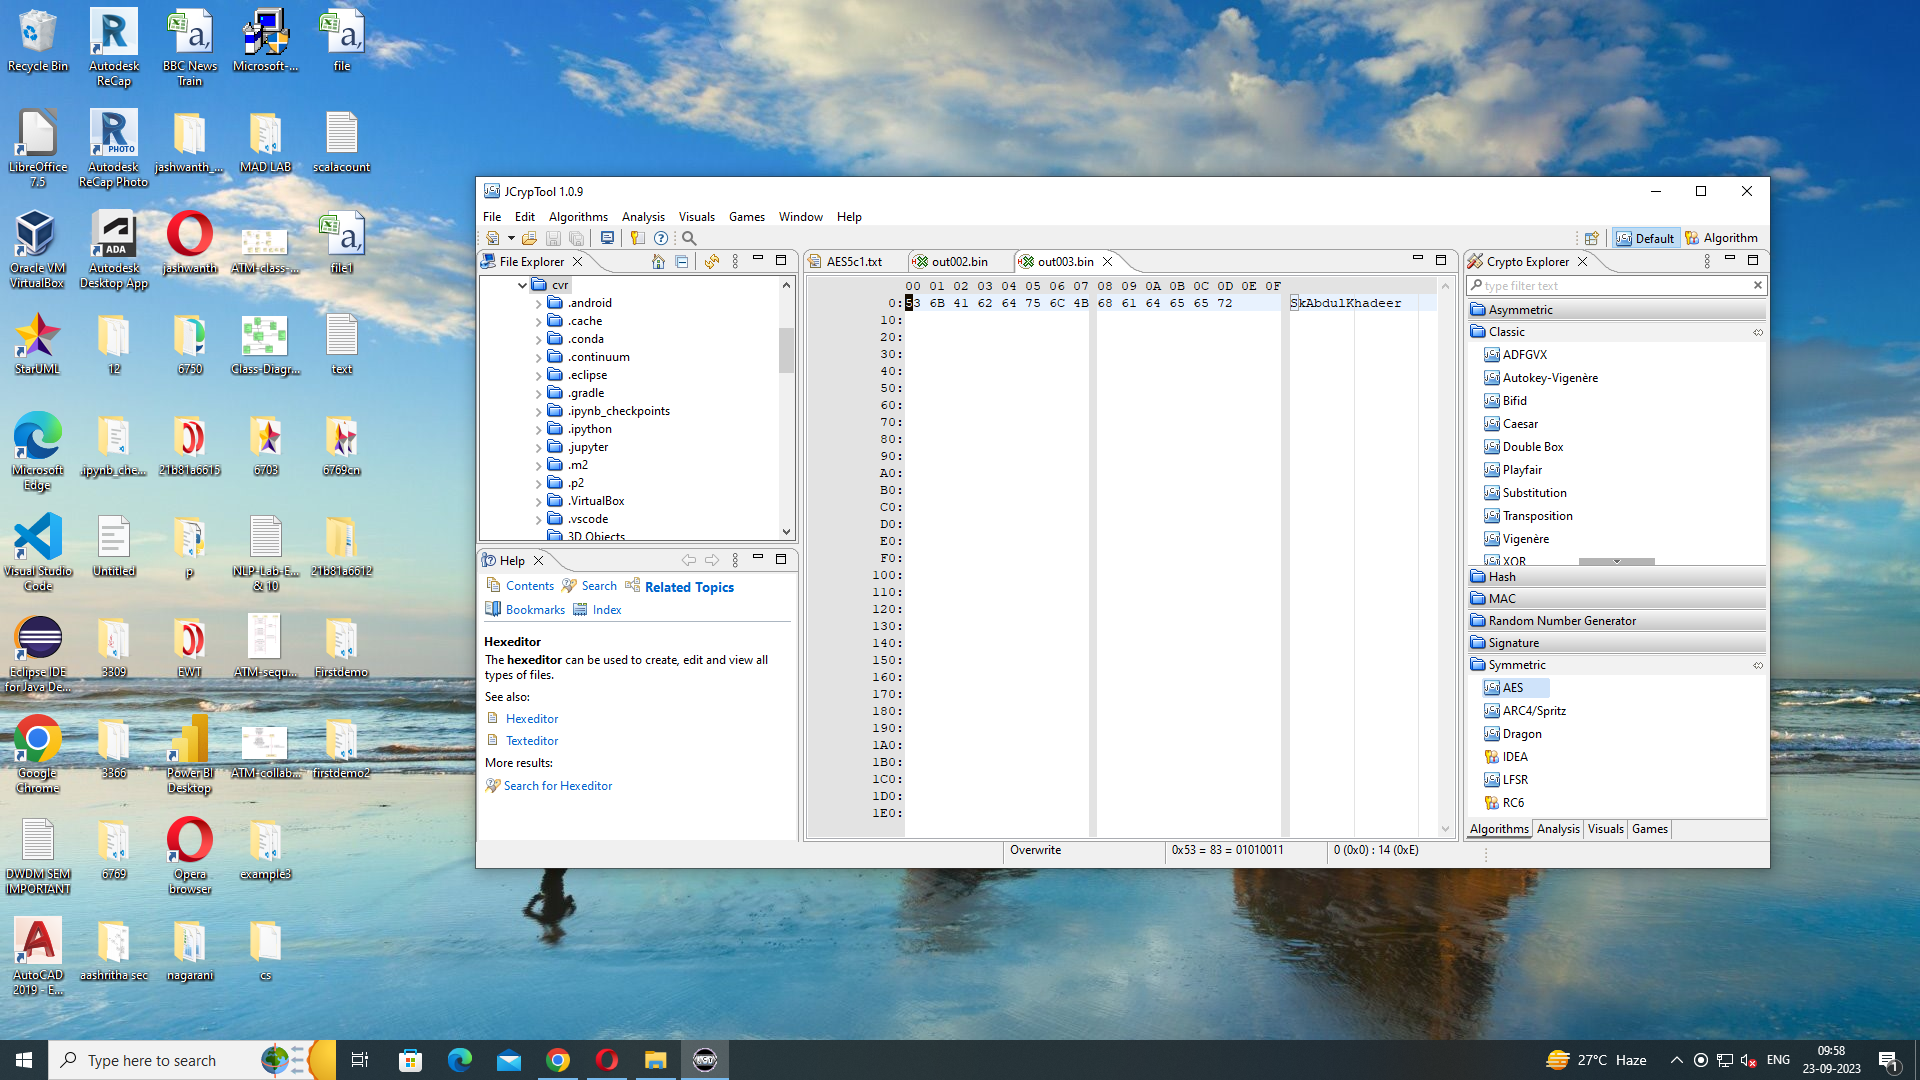 Recycle Bin
Autodesk ReCap
BBC News Train
Microsoft-...
file
LibreOffice 7.5
Autodesk ReCap Photo
jashwanth_...
MAD LAB
scalacount
Oracle VM VirtualBox
Autodesk Desktop App
jashwanth
ATM-class-...
file1
StarUML
12
6750
Class-Diagr...
text
Microsoft Edge
.ipynb_che...
21b81a6615
6703
6769cn
Visual Studio Code
Untitled
p
NLP-Lab-E... & 10
21b81a6612
Eclipse IDE for Java De...
3309
EWT
ATM-sequ...
Firstdemo
Google Chrome
3366
Power BI Desktop
ATM-collab...
firstdemo2
DWDM SEM IMPORTANT
6769
Opera browser
example3
AutoCAD 2019 - E...
aashritha sec
nagarani
cs
JCrypTool 1.0.9
File Edit Algorithms Analysis Visuals Games Window Help
Default Algorithm
File Explorer
cvr
.android
.cache
.conda
.continuum
.eclipse
.gradle
.ipynb_checkpoints
.ipython
.jupyter
.m2
.p2
.VirtualBox
.vscode
3D Objects
Help
Contents Search Related Topics
Bookmarks Index
Hexeditor
The hexeditor can be used to create, edit and view all
types of files.
See also:
Hexeditor
Texteditor
More results:
Search for Hexeditor
AES5c1.txt out002.bin out003.bin
00 01 02 03 04 05 06 07 08 09 0A 0B 0C 0D 0E 0F
0: 53 6B 41 62 64 75 6C 4B 68 61 64 65 65 72 SkAbdulKhadeer
10:
20:
30:
40:
50:
60:
70:
80:
90:
A0:
B0:
C0:
D0:
E0:
F0:
100:
110:
120:
130:
140:
150:
160:
170:
180:
190:
1A0:
1B0:
1C0:
1D0:
1E0:
Crypto Explorer
type filter text
Asymmetric
Classic
ADFGVX
Autokey-Vigenère
Bifid
Caesar
Double Box
Playfair
Substitution
Transposition
Vigenère
XOR
Hash
MAC
Random Number Generator
Signature
Symmetric
AES
ARC4/Spritz
Dragon
IDEA
LFSR
RC6
Algorithms Analysis Visuals Games
Overwrite 0x53 = 83 = 01010011 0 (0x0) : 14 (0xE)
Type here to search
27°C Haze
ENG
09:58
23-09-2023
1